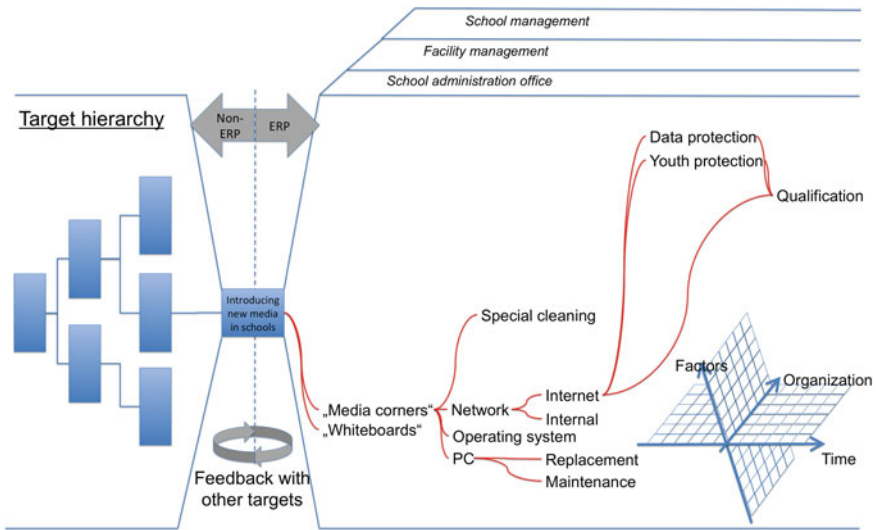 School management
Facility management
School administration office
Target hierarchy
Non-
ERP
ERP
Data protection
Youth protection
Qualification
Introducing
new media
in schools
Special cleaning
Factors
Organization
Internet
„Media corners“
Network
Internal
„Whiteboards“
Operating system
PC
Replacement
Time
Maintenance
Feedback with
other targets